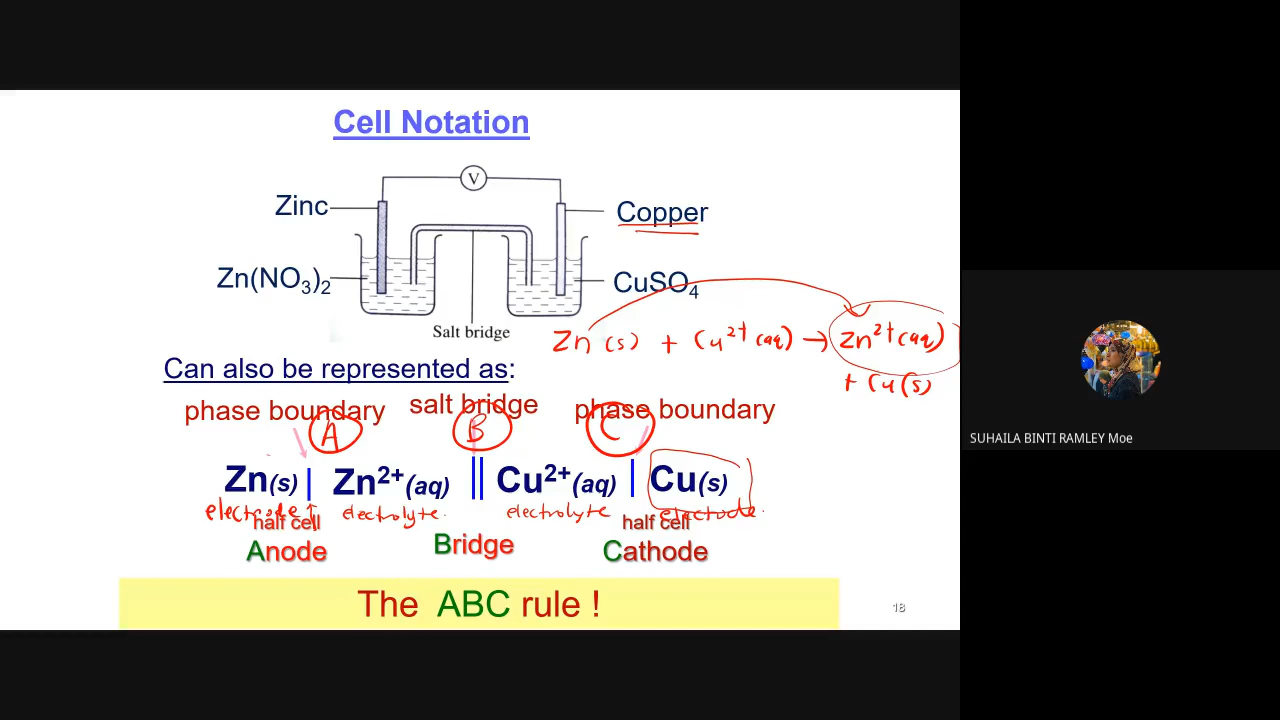 Cell Notation
V
Zinc
Copper
Zn(NO₃)₂
CuSO₄
Salt bridge
Zn (s) + Cu²⁺ (aq) → Zn²⁺ (aq)
+ Cu (s)
Can also be represented as:
phase boundary salt bridge phase boundary
A B C
Zn(s) | Zn²⁺(aq) || Cu²⁺(aq) | Cu(s)
electrode electrolyte electrolyte electrode
half cell half cell
Anode Bridge Cathode
The ABC rule !
18
SUHAILA BINTI RAMLEY Moe